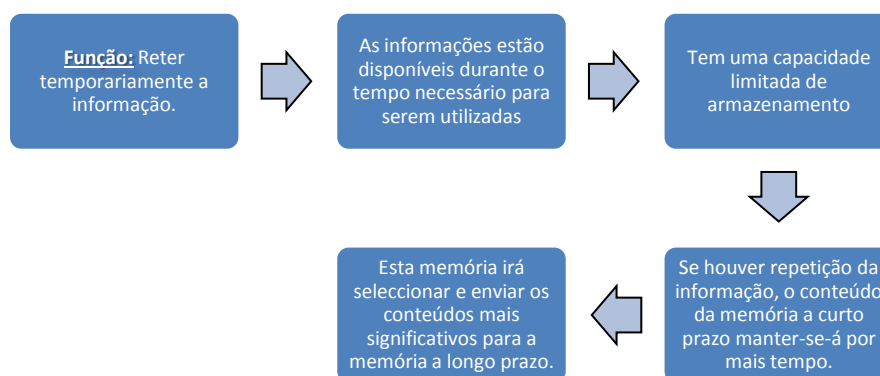 Função: Reter
temporariamente a
informação.
As informações estão
disponíveis durante o
tempo necessário para
serem utilizadas
Tem uma capacidade
limitada de
armazenamento
Se houver repetição da
informação, o conteúdo
da memória a curto
prazo manter-se-á por
mais tempo.
Esta memória irá
seleccionar e enviar os
conteúdos mais
significativos para a
memória a longo prazo.